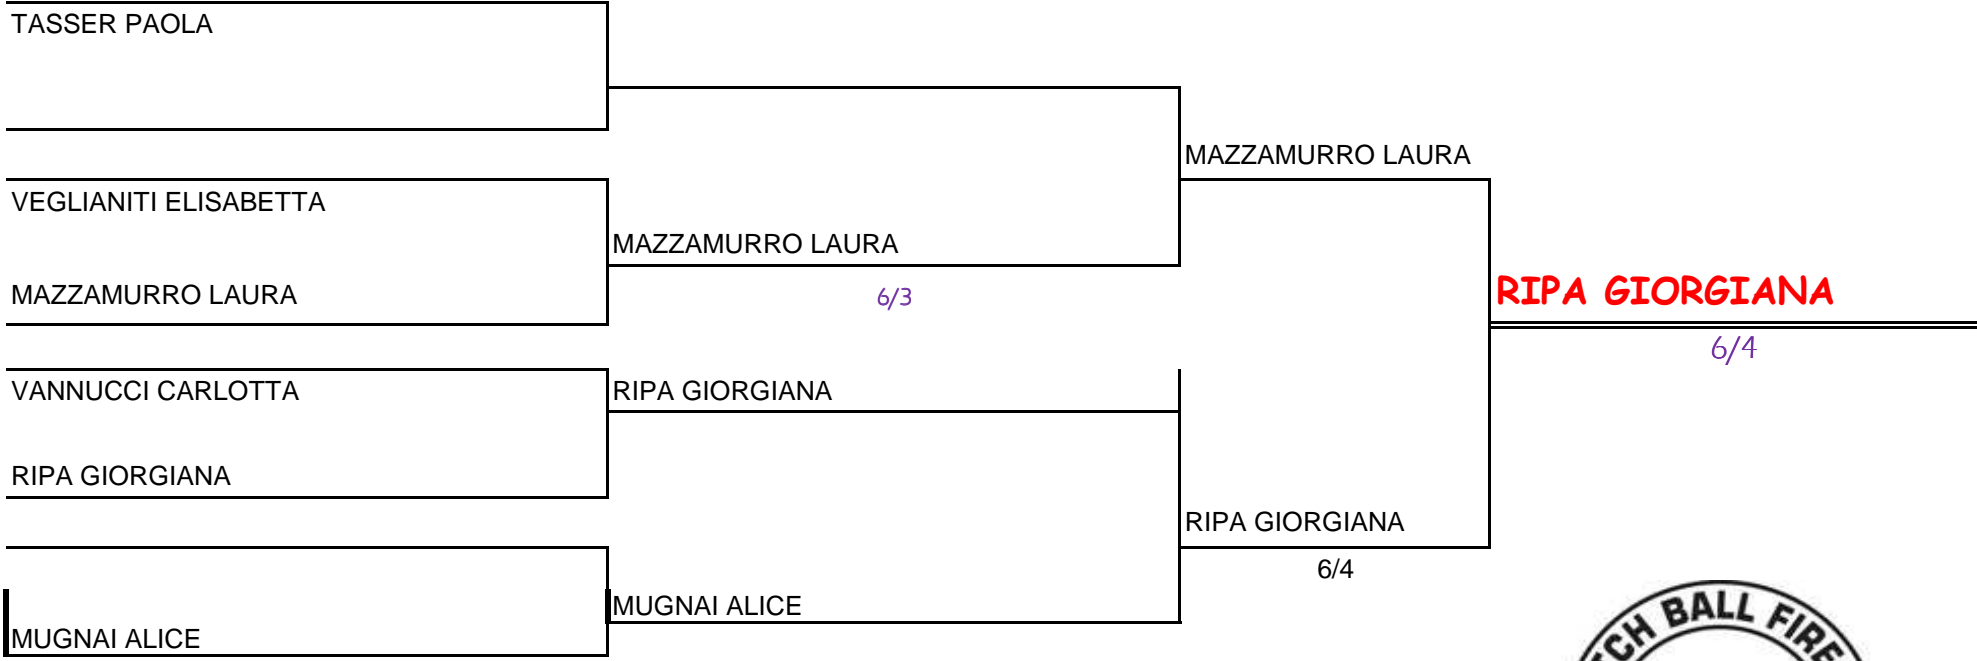 TASSER PAOLA
MAZZAMURRO LAURA
VEGLIANITI ELISABETTA
MAZZAMURRO LAURA
MAZZAMURRO LAURA
6/3
RIPA GIORGIANA
6/4
VANNUCCI CARLOTTA
RIPA GIORGIANA
RIPA GIORGIANA
RIPA GIORGIANA
6/4
MUGNAI ALICE
MUGNAI ALICE
BALL